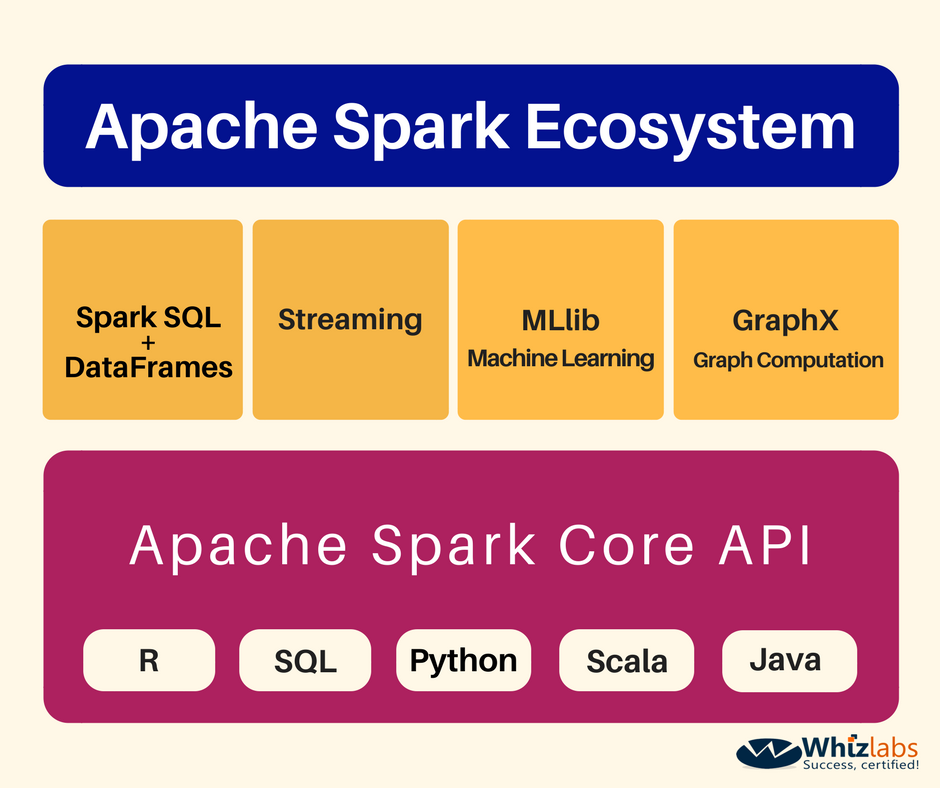 Apache Spark Ecosystem
Spark SQL
+
DataFrames
Streaming
MLlib
Machine Learning
GraphX
Graph Computation
Apache Spark Core API
R
SQL
Python
Scala
Java
Whizlabs
Success, certified!